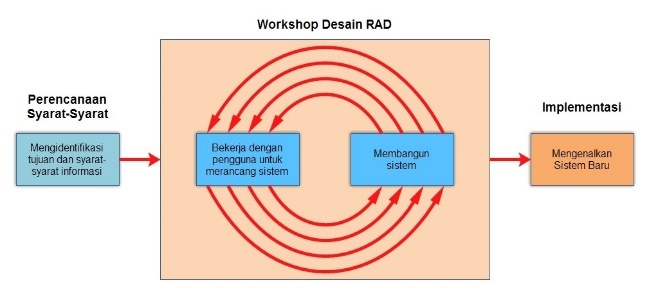 Workshop Desain RAD
Perencanaan
Syarat-Syarat
Mengidentifikasi
tujuan dan syarat-
syarat informasi
Bekerja dengan
pengguna untuk
merancang sistem
Membangun
sistem
Implementasi
Mengenalkan
Sistem Baru